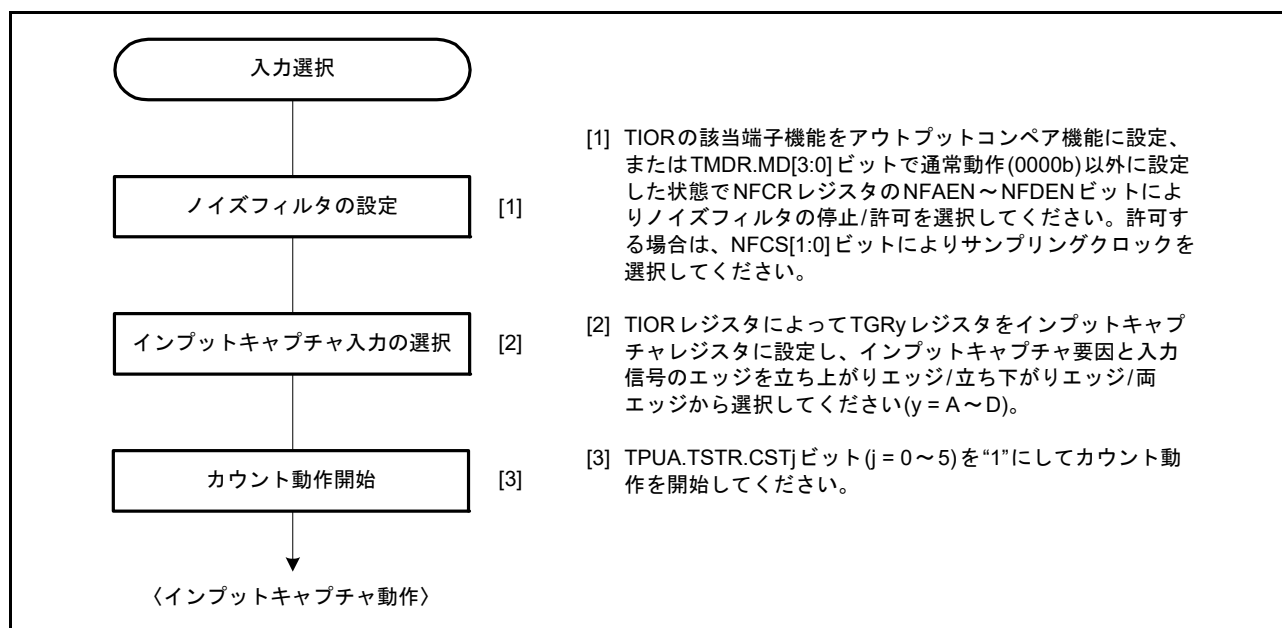 入力選択
ノイズフィルタの設定
[1]
[1] TIORの該当端子機能をアウトプットコンペア機能に設定、
またはTMDR.MD[3:0]ビットで通常動作(0000b)以外に設定
した状態でNFCRレジスタのNFAEN～NFDENビットによ
りノイズフィルタの停止/許可を選択してください。許可す
る場合は、NFCS[1:0]ビットによりサンプリングクロックを
選択してください。
インプットキャプチャ入力の選択
[2]
[2] TIORレジスタによってTGRyレジスタをインプットキャプ
チャレジスタに設定し、インプットキャプチャ要因と入力
信号のエッジを立ち上がりエッジ/立ち下がりエッジ/両
エッジから選択してください(y = A～D)。
カウント動作開始
[3]
[3] TPUA.TSTR.CSTjビット(j = 0～5)を“1”にしてカウント動
作を開始してください。
〈インプットキャプチャ動作〉